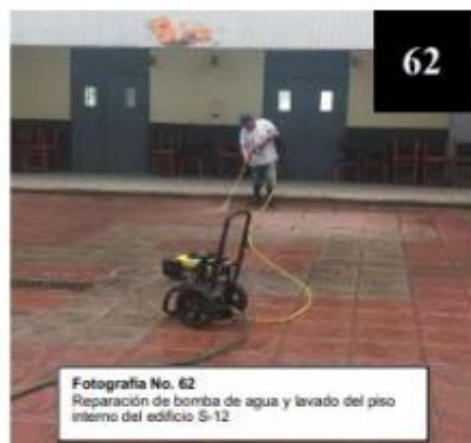 62
Fotografía No. 62
Reparación de bomba de agua y lavado del piso
interno del edificio S-12